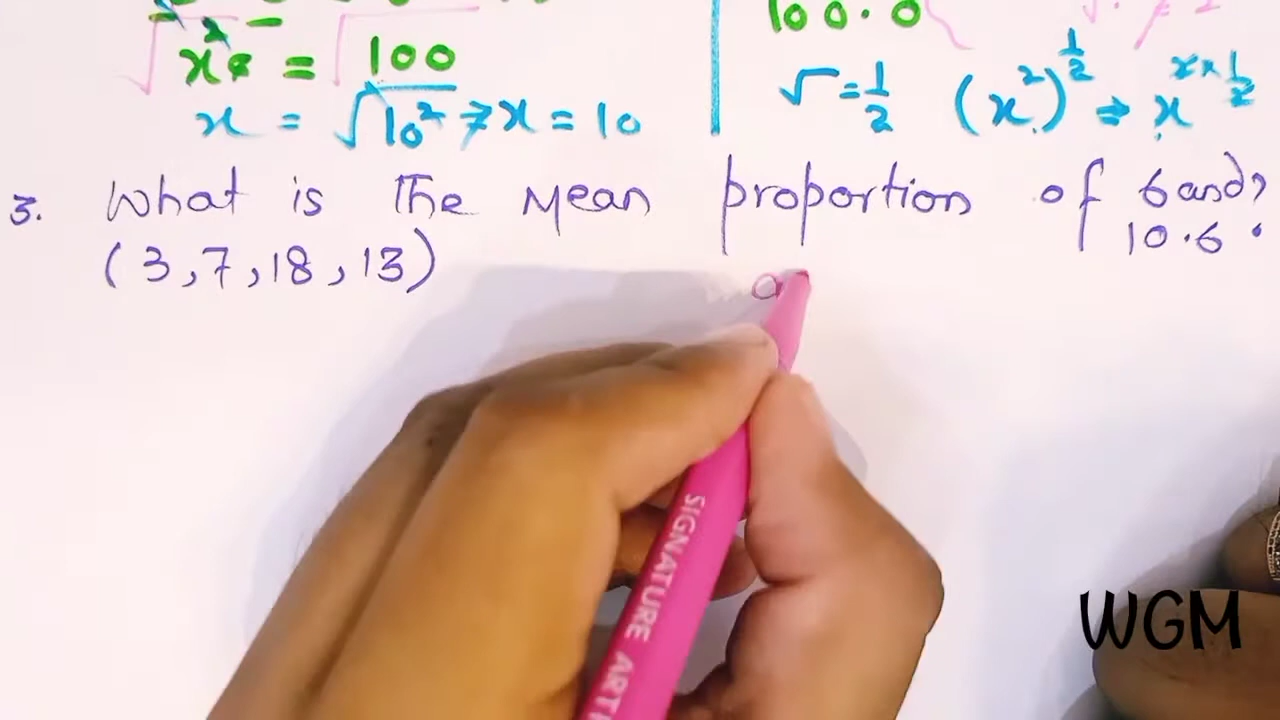 x² = √100
100.0
x = √10² ⇒ x = 10
√ = 1/2 (x²)^1/2 ⇒ x^2×1/2
3. What is The Mean proportion of 6 and ?
10.6
(3,7,18,13)
a
SIGNATURE ARTI
WGM